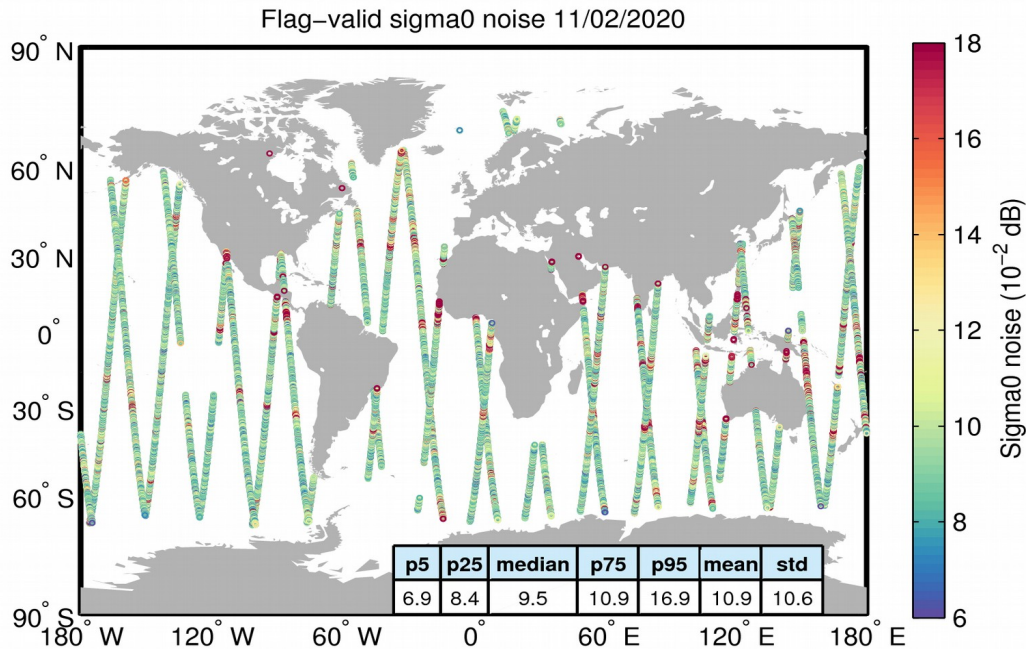 Flag−valid sigma0 noise 11/02/2020
90° N
60° N
30° N
0°
30° S
60° S
90° S
180° W
120° W
60° W
0°
60° E
120° E
180° E
p5 p25 median p75 p95 mean std
6.9 8.4 9.5 10.9 16.9 10.9 10.6
18
16
14
12
10
8
6
Sigma0 noise (10⁻² dB)